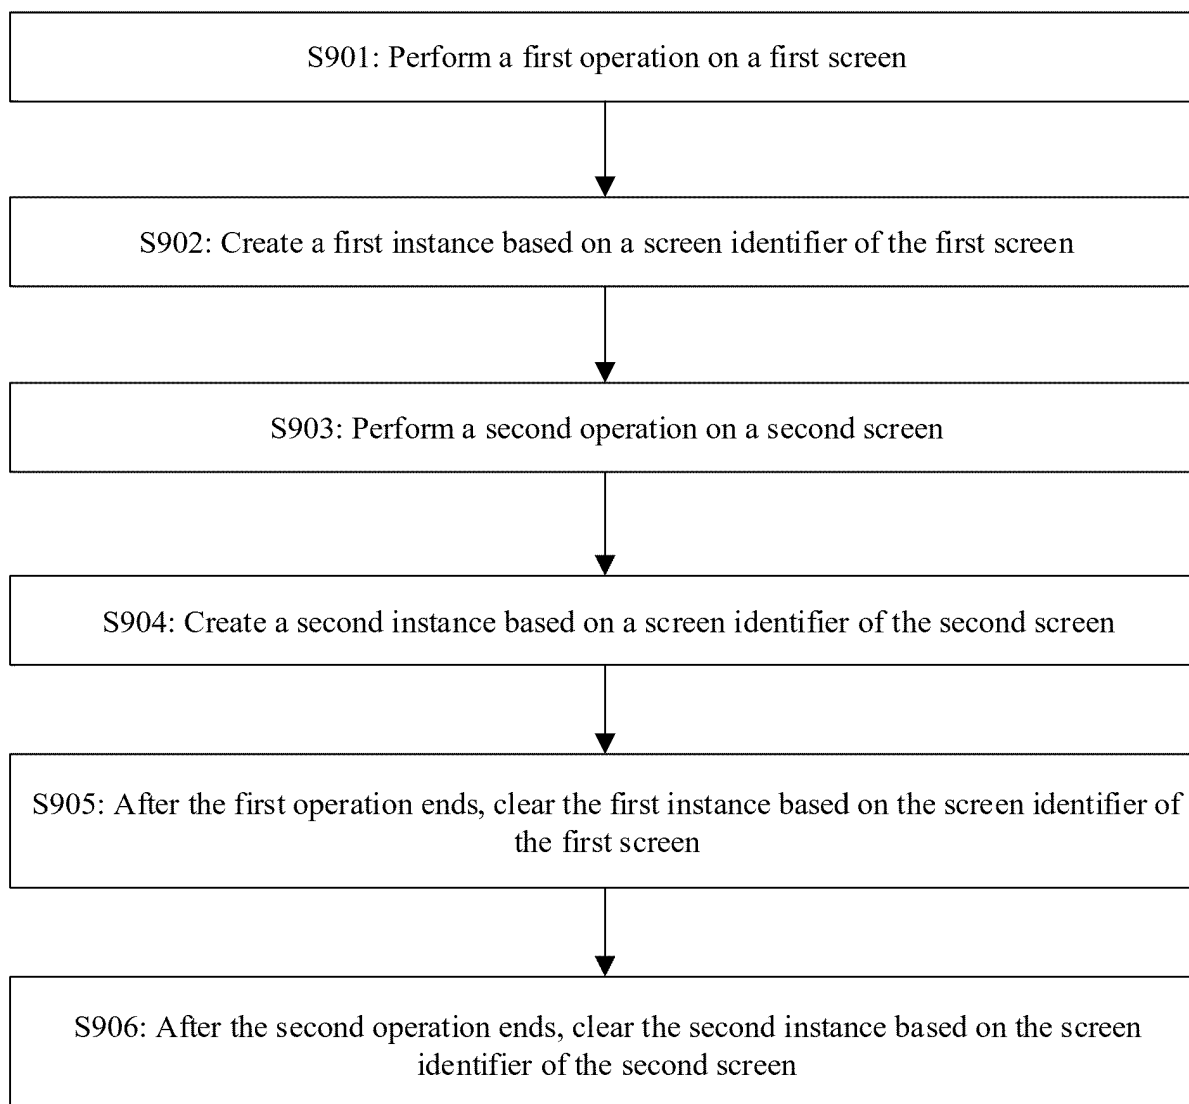 S901: Perform a first operation on a first screen
S902: Create a first instance based on a screen identifier of the first screen
S903: Perform a second operation on a second screen
S904: Create a second instance based on a screen identifier of the second screen
S905: After the first operation ends, clear the first instance based on the screen identifier of
the first screen
S906: After the second operation ends, clear the second instance based on the screen
identifier of the second screen